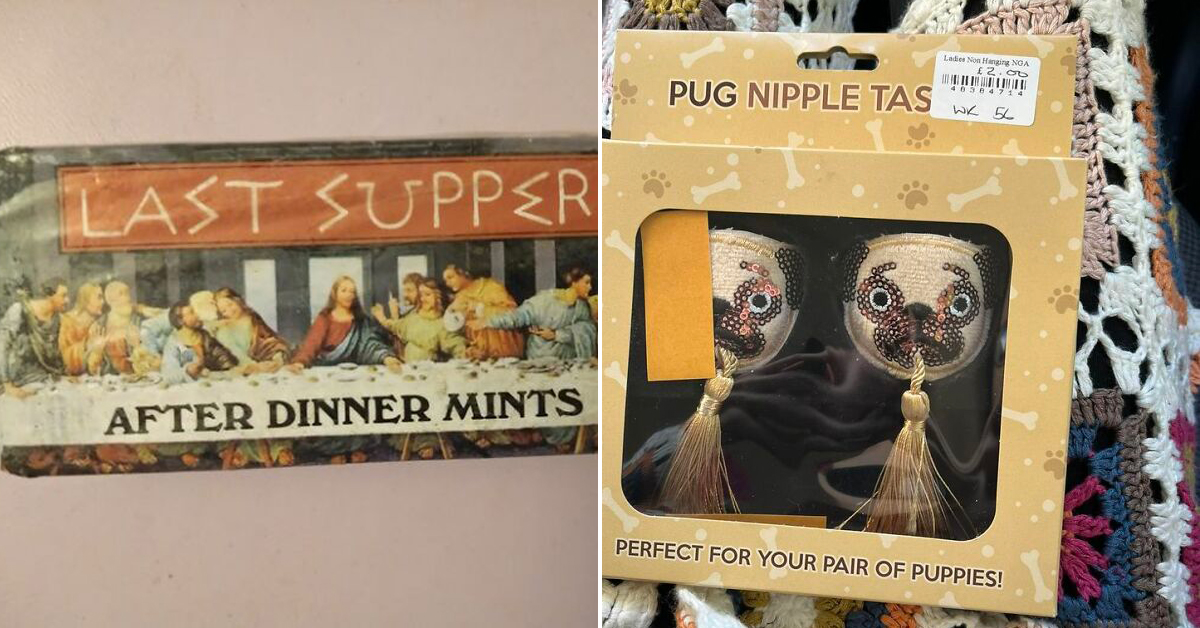 LAST SUPPER
AFTER DINNER MINTS
PUG NIPPLE TAS
Ladies Non Hanging NGA
£2.00
48384714
WK 56
PERFECT FOR YOUR PAIR OF PUPPIES!